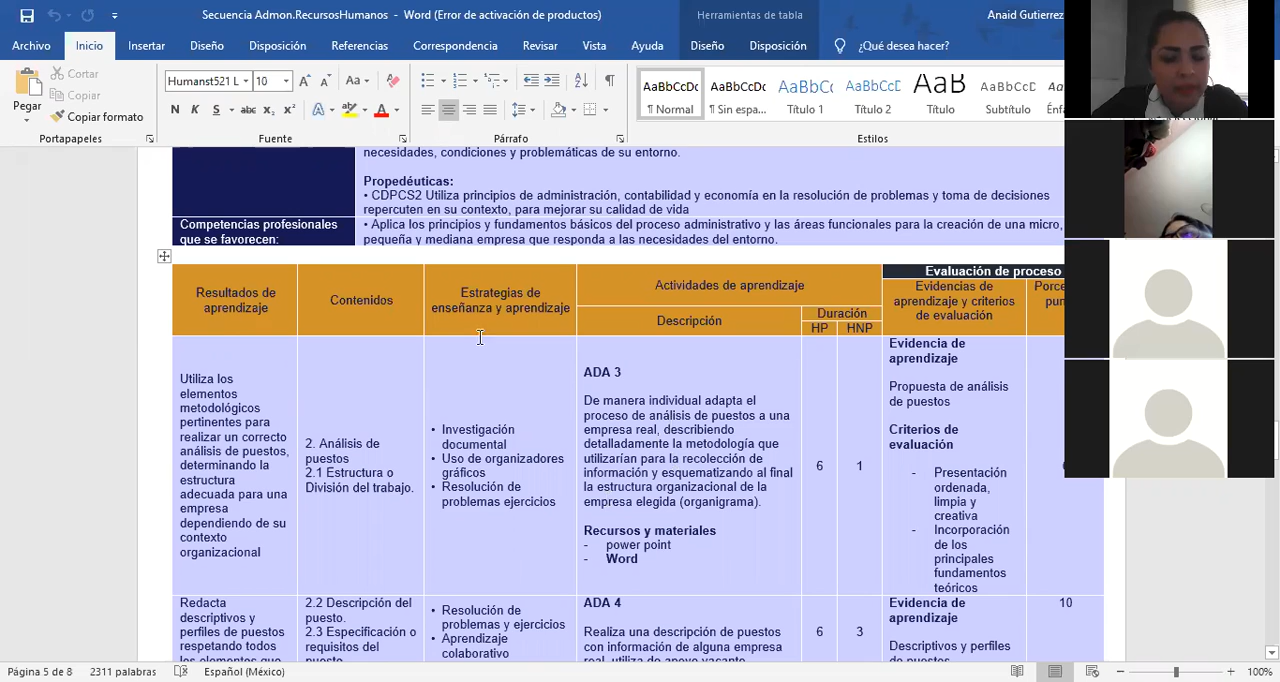 Secuencia Admon.RecursosHumanos - Word (Error de activación de productos)
Herramientas de tabla
Anaid Gutierrez
Archivo Inicio Insertar Diseño Disposición Referencias Correspondencia Revisar Vista Ayuda Diseño Disposición ¿Qué desea hacer?
Pegar
Cortar
Copiar
Copiar formato
Portapapeles
Humanst521 L 10
N K S abc x₂ x²
Fuente
Párrafo
AaBbCcDc AaBbCcDc AaBbCc AaBbCcC AaB AaBbCcD AaBbCcD
¶ Normal ¶ Sin espa... Título 1 Título 2 Título Subtítulo
Estilos
necesidades, condiciones y problemáticas de su entorno.
Propedéuticas:
• CDPCS2 Utiliza principios de administración, contabilidad y economía en la resolución de problemas y toma de decisiones
repercuten en su contexto, para mejorar su calidad de vida
Competencias profesionales
que se favorecen:
• Aplica los principios y fundamentos básicos del proceso administrativo y las áreas funcionales para la creación de una micro,
pequeña y mediana empresa que responda a las necesidades del entorno.
Resultados de
aprendizaje
Contenidos
Estrategias de
enseñanza y aprendizaje
Actividades de aprendizaje
Descripción
Duración
HP HNP
Evaluación de proceso
Evidencias de
aprendizaje y criterios
de evaluación
Utiliza los
elementos
metodológicos
pertinentes para
realizar un correcto
análisis de puestos,
determinando la
estructura
adecuada para una
empresa
dependiendo de su
contexto
organizacional
2. Análisis de
puestos
2.1 Estructura o
División del trabajo.
• Investigación
documental
• Uso de organizadores
gráficos
• Resolución de
problemas ejercicios
ADA 3
De manera individual adapta el
proceso de análisis de puestos a una
empresa real, describiendo
detalladamente la metodología que
utilizarían para la recolección de
información y esquematizando al final
la estructura organizacional de la
empresa elegida (organigrama).
Recursos y materiales
- power point
- Word
6
1
Evidencia de
aprendizaje
Propuesta de análisis
de puestos
Criterios de
evaluación
- Presentación
ordenada,
limpia y
creativa
- Incorporación
de los
principales
fundamentos
teóricos
Redacta
descriptivos y
perfiles de puestos
respetando todos
los elementos que
2.2 Descripción del
puesto.
2.3 Especificación o
requisitos del
puesto
• Resolución de
problemas y ejercicios
• Aprendizaje
colaborativo
ADA 4
Realiza una descripción de puestos
con información de alguna empresa
real, utiliza de apoyo vacante
6
3
Evidencia de
aprendizaje
Descriptivos y perfiles
de puestos
10
Página 5 de 8 2311 palabras Español (México)
100%